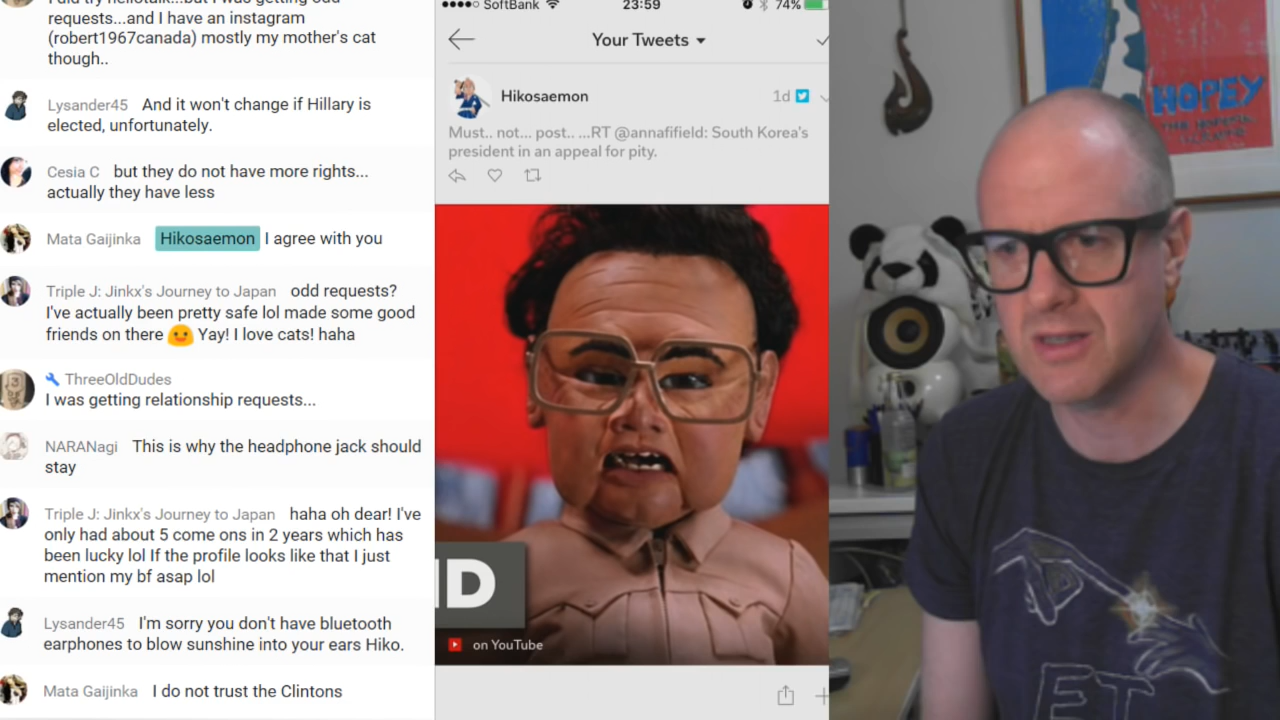 I did try hellotalk...but I was getting odd
requests...and I have an instagram
(robert1967canada) mostly my mother's cat
though..
Lysander45 And it won't change if Hillary is
elected, unfortunately.
Cesia C but they do not have more rights...
actually they have less
Mata Gaijinka Hikosaemon I agree with you
Triple J: Jinkx's Journey to Japan odd requests?
I've actually been pretty safe lol made some good
friends on there Yay! I love cats! haha
ThreeOldDudes
I was getting relationship requests...
NARANagi This is why the headphone jack should
stay
Triple J: Jinkx's Journey to Japan haha oh dear! I've
only had about 5 come ons in 2 years which has
been lucky lol If the profile looks like that I just
mention my bf asap lol
Lysander45 I'm sorry you don't have bluetooth
earphones to blow sunshine into your ears Hiko.
Mata Gaijinka I do not trust the Clintons
SoftBank 23:59 74%
Your Tweets
Hikosaemon 1d
Must.. not... post.. ...RT @annafifield: South Korea's
president in an appeal for pity.
ID
on YouTube
HOPEY
ET